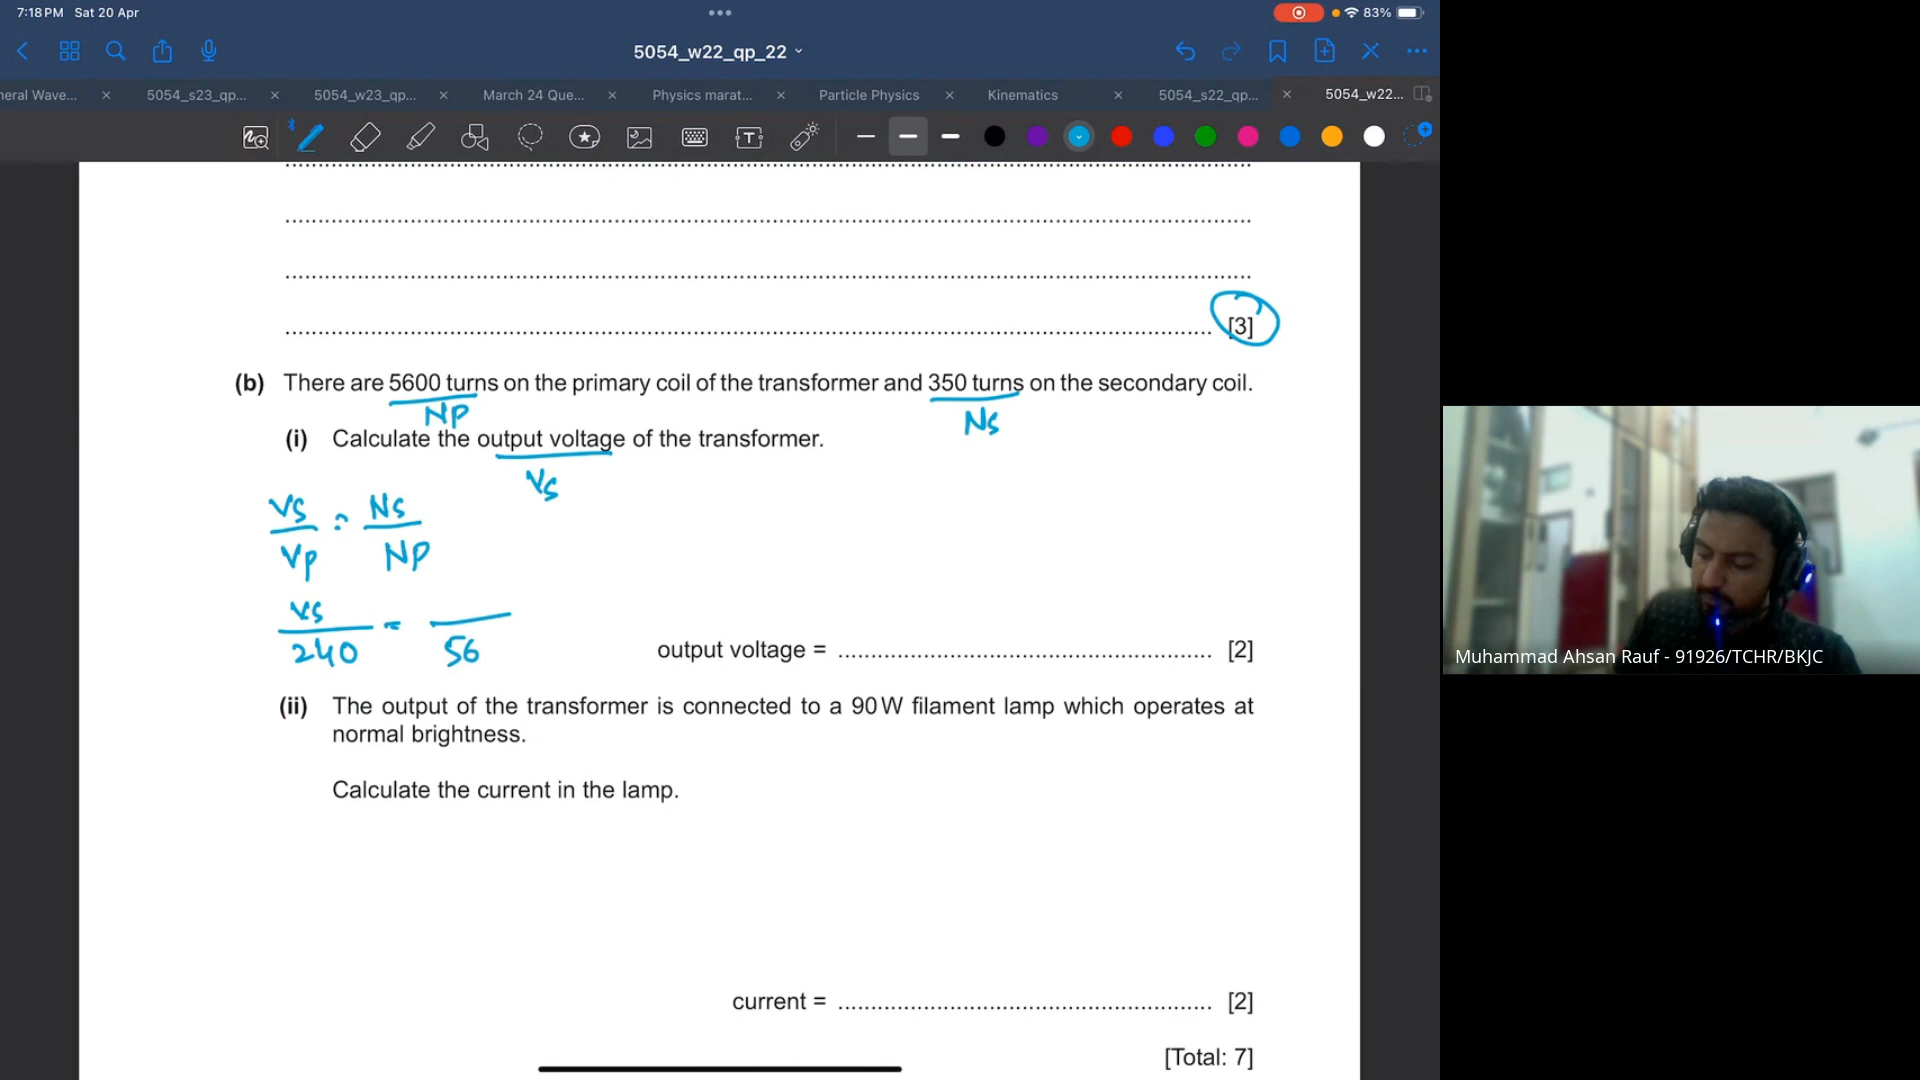 7:18 PM Sat 20 Apr
83%
5054_w22_qp_22
neral Wave...
5054_s23_qp...
5054_w23_qp...
March 24 Que...
Physics marat...
Particle Physics
Kinematics
5054_s22_qp...
5054_w22...
[3]
(b) There are 5600 turns on the primary coil of the transformer and 350 turns on the secondary coil.
NP
Ns
(i) Calculate the output voltage of the transformer.
Vs
Vs = Ns
Vp NP
Vs =
240 56
output voltage = [2]
(ii) The output of the transformer is connected to a 90 W filament lamp which operates at
normal brightness.
Calculate the current in the lamp.
current = [2]
[Total: 7]
Muhammad Ahsan Rauf - 91926/TCHR/BKJC